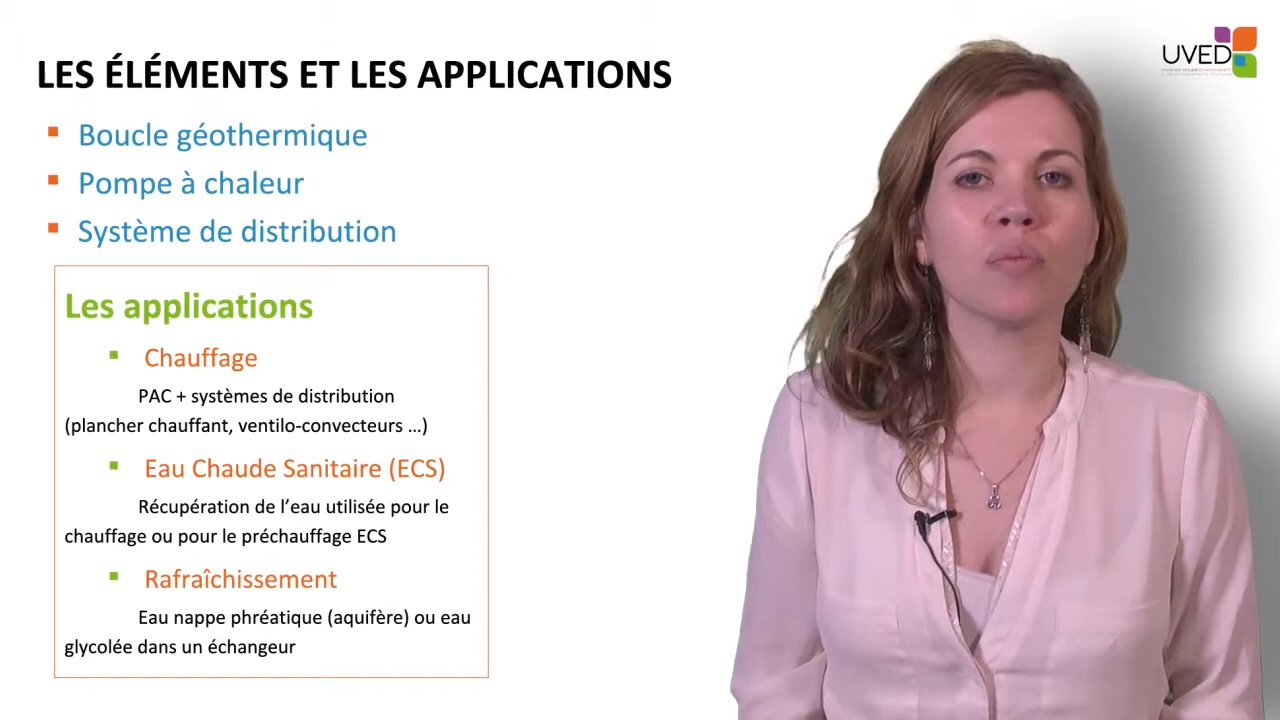 UVED
LES ÉLÉMENTS ET LES APPLICATIONS
Boucle géothermique
Pompe à chaleur
Système de distribution
Les applications
Chauffage
PAC + systèmes de distribution
(plancher chauffant, ventilo-convecteurs …)
Eau Chaude Sanitaire (ECS)
Récupération de l’eau utilisée pour le
chauffage ou pour le préchauffage ECS
Rafraîchissement
Eau nappe phréatique (aquifère) ou eau
glycolée dans un échangeur